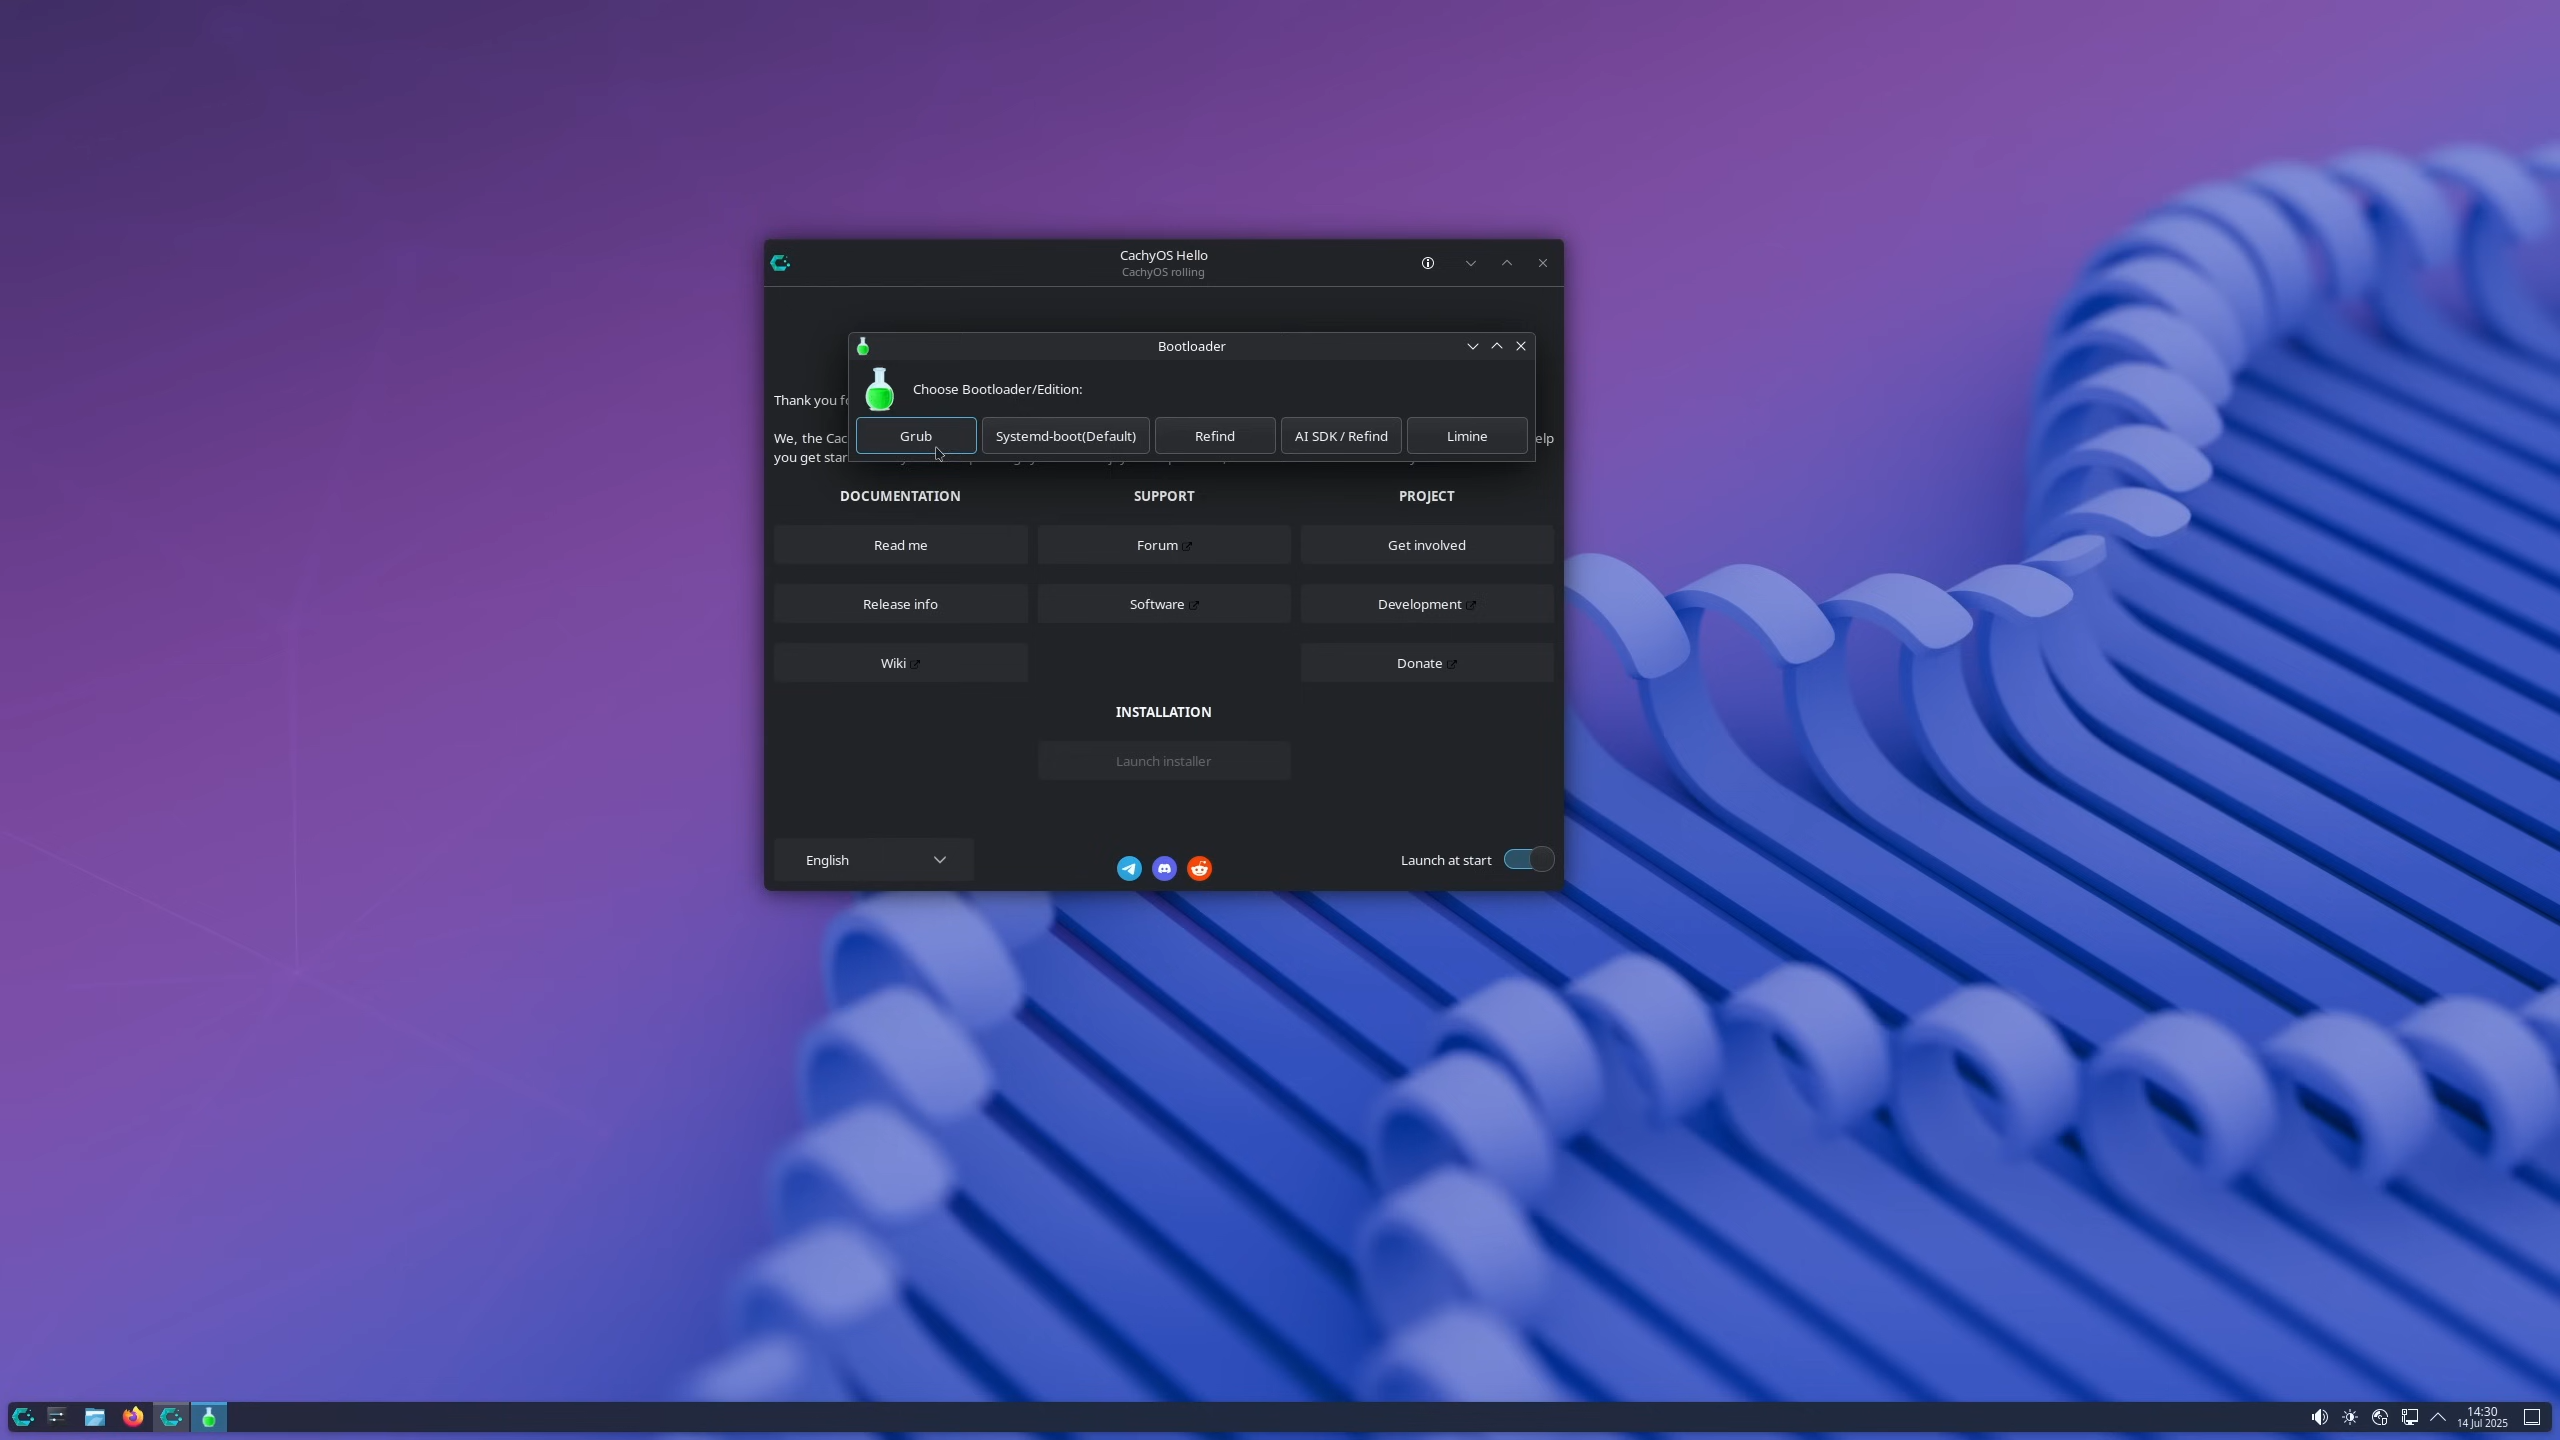 CachyOS Hello
CachyOS rolling
Bootloader
Choose Bootloader/Edition:
Grub
Systemd-boot(Default)
Refind
AI SDK / Refind
Limine
Thank you
We, the Cac
elp
you get star
DOCUMENTATION
SUPPORT
PROJECT
Read me
Forum
Get involved
Release info
Software
Development
Wiki
Donate
INSTALLATION
Launch installer
English
Launch at start
14:30
14 Jul 2025